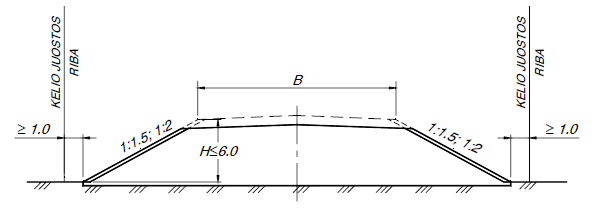 KELIO JUOSTOS
RIBA
KELIO JUOSTOS
RIBA
B
≥ 1.0
1:1.5; 1:2
H≤6.0
1:1.5; 1:2
≥ 1.0